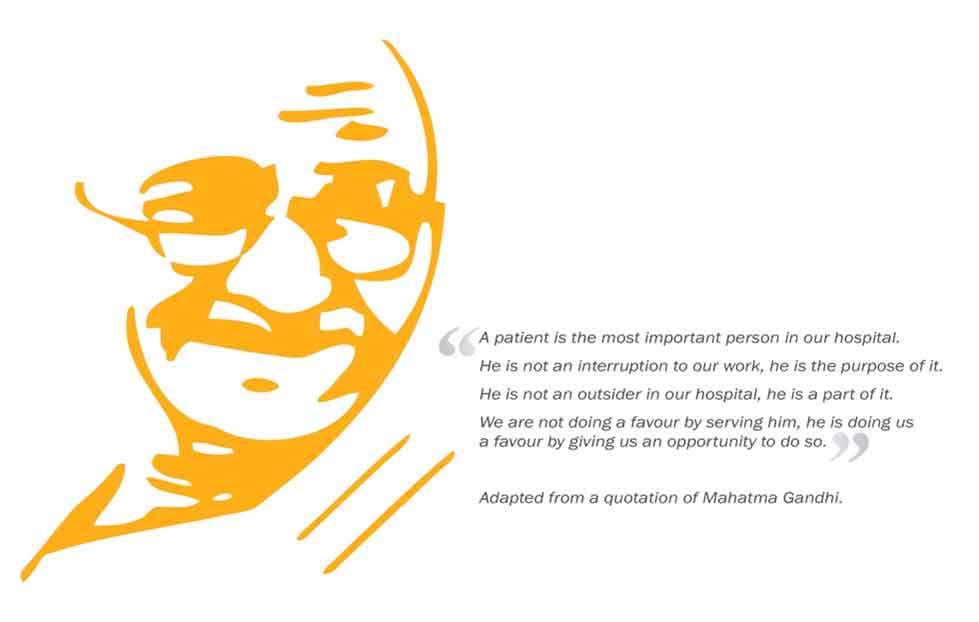 “A patient is the most important person in our hospital.
He is not an interruption to our work, he is the purpose of it.
He is not an outsider in our hospital, he is a part of it.
We are not doing a favour by serving him, he is doing us
a favour by giving us an opportunity to do so.”
Adapted from a quotation of Mahatma Gandhi.